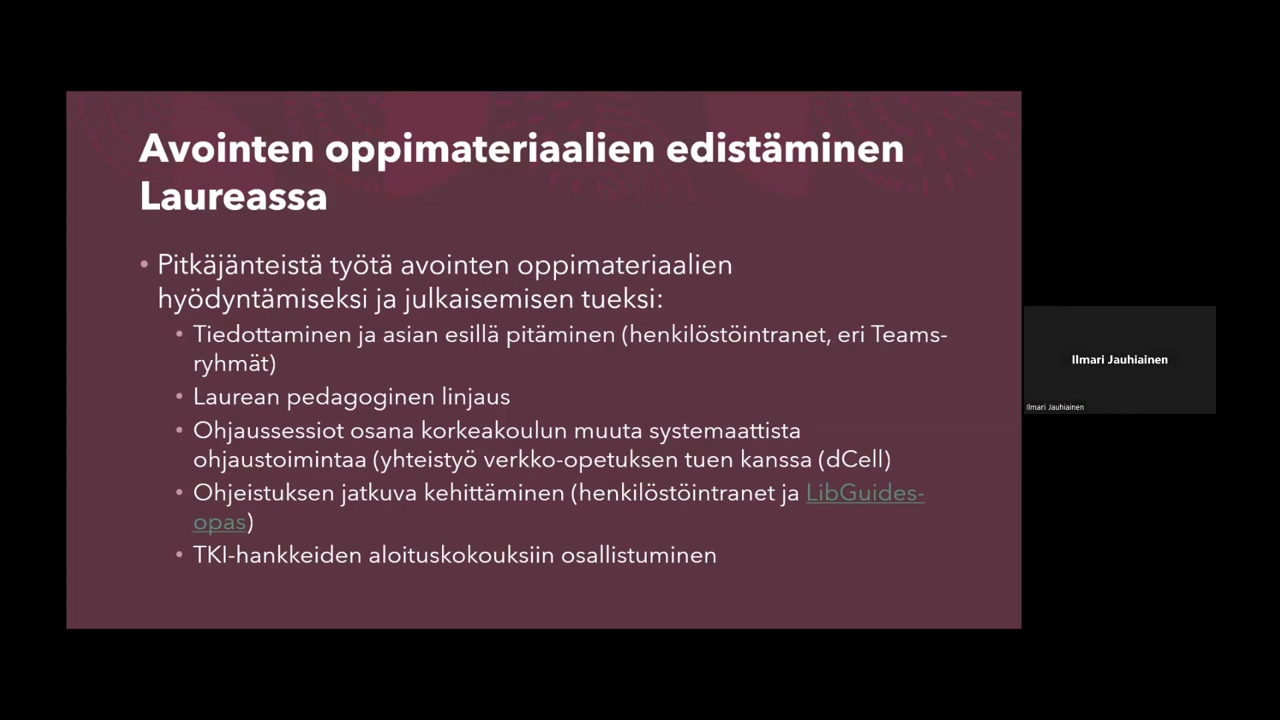 Avointen oppimateriaalien edistäminen
Laureassa
• Pitkäjänteistä työtä avointen oppimateriaalien
hyödyntämiseksi ja julkaisemisen tueksi:
• Tiedottaminen ja asian esillä pitäminen (henkilöstöintranet, eri Teams-
ryhmät)
• Laurean pedagoginen linjaus
• Ohjaussessiot osana korkeakoulun muuta systemaattista
ohjaustoimintaa (yhteistyö verkko-opetuksen tuen kanssa (dCell)
• Ohjeistuksen jatkuva kehittäminen (henkilöstöintranet ja LibGuides-
opas)
• TKI-hankkeiden aloituskokouksiin osallistuminen
Ilmari Jauhiainen
Ilmari Jauhiainen